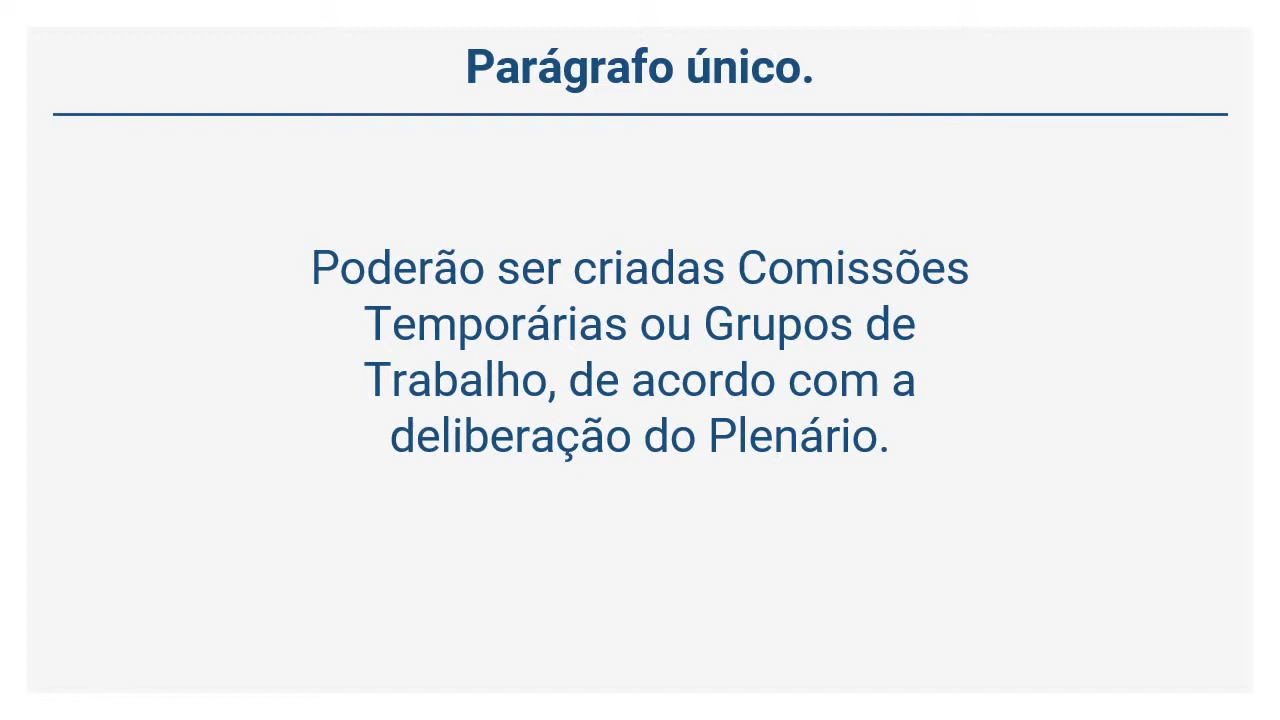 Parágrafo único.
Poderão ser criadas Comissões
Temporárias ou Grupos de
Trabalho, de acordo com a
deliberação do Plenário.